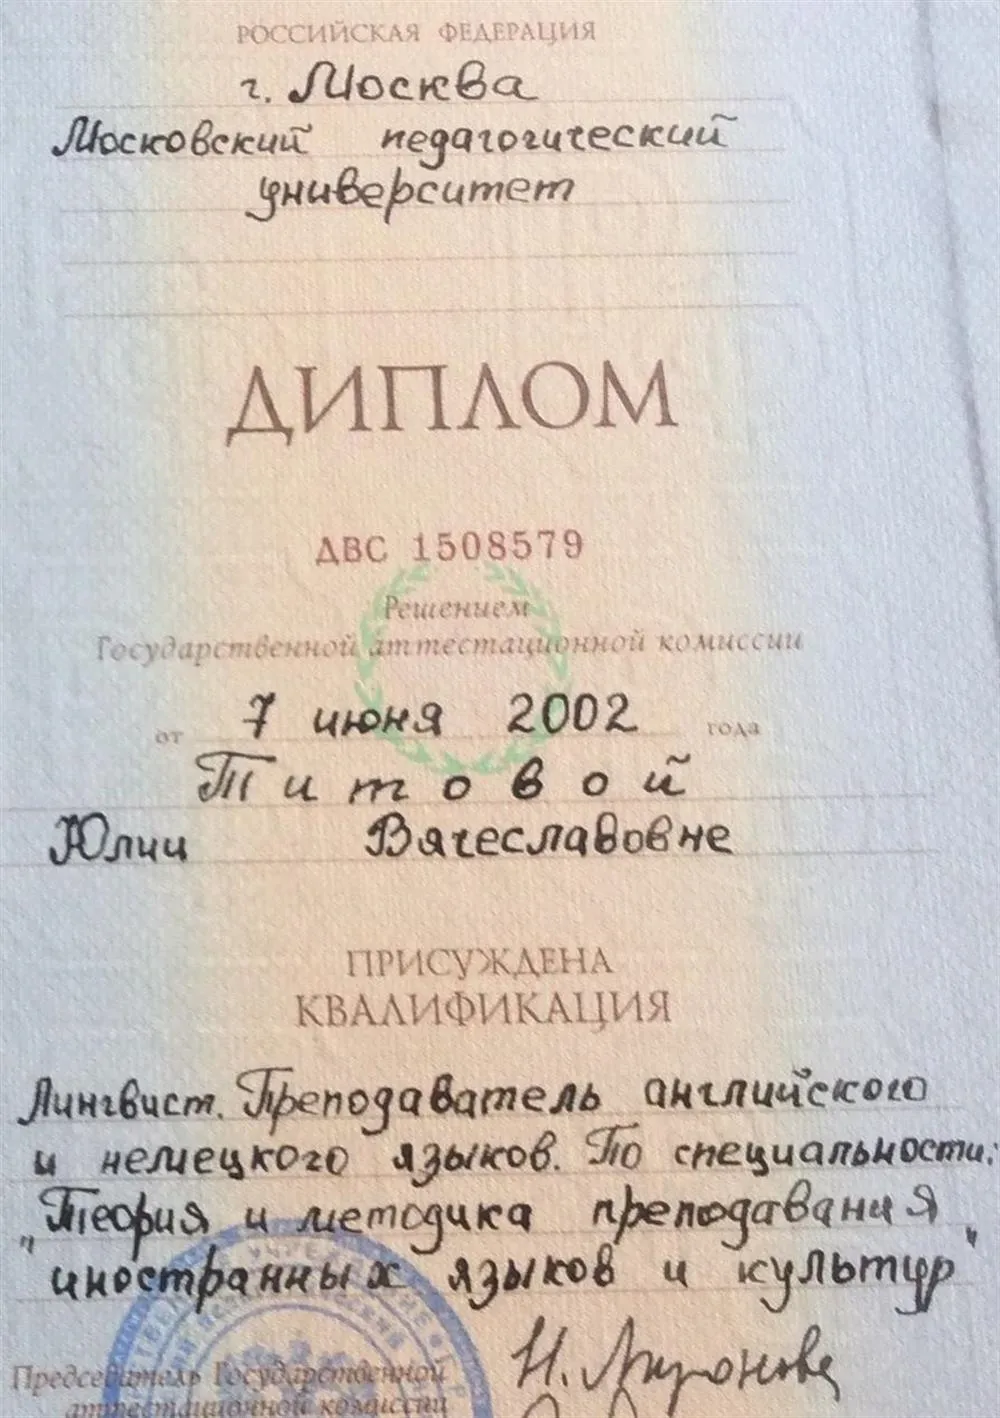 РОССИЙСКАЯ ФЕДЕРАЦИЯ
г. Москва
Московский педагогический
университет
ДИПЛОМ
ДВС 1508579
Решением
Государственной аттестационной комиссии
от 7 июня 2002 года
Титовой
Юлии Вячеславовне
ПРИСУЖДЕНА
КВАЛИФИКАЦИЯ
Лингвист. Преподаватель английского
и немецкого языков. По специальности:
„Теория и методика преподавания
иностранных языков и культур"
Председатель Государственной
аттестационной комиссии